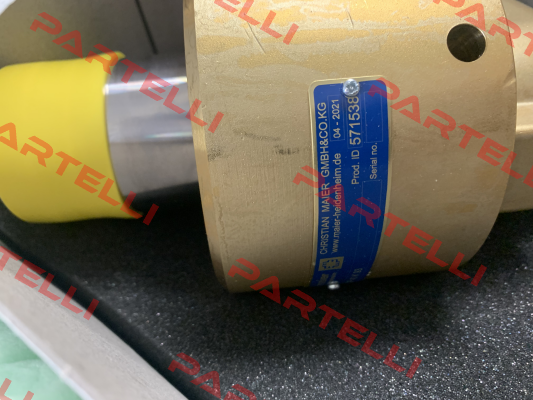 PARTELLI
PARTELLI
PARTELLI
PARTELLI
PARTELLI
PARTELLI
CHRISTIAN MAIER GMBH&CO.KG
www.maier-heidenheim.de 04 - 2021
Prod. ID 571538
Serial no.